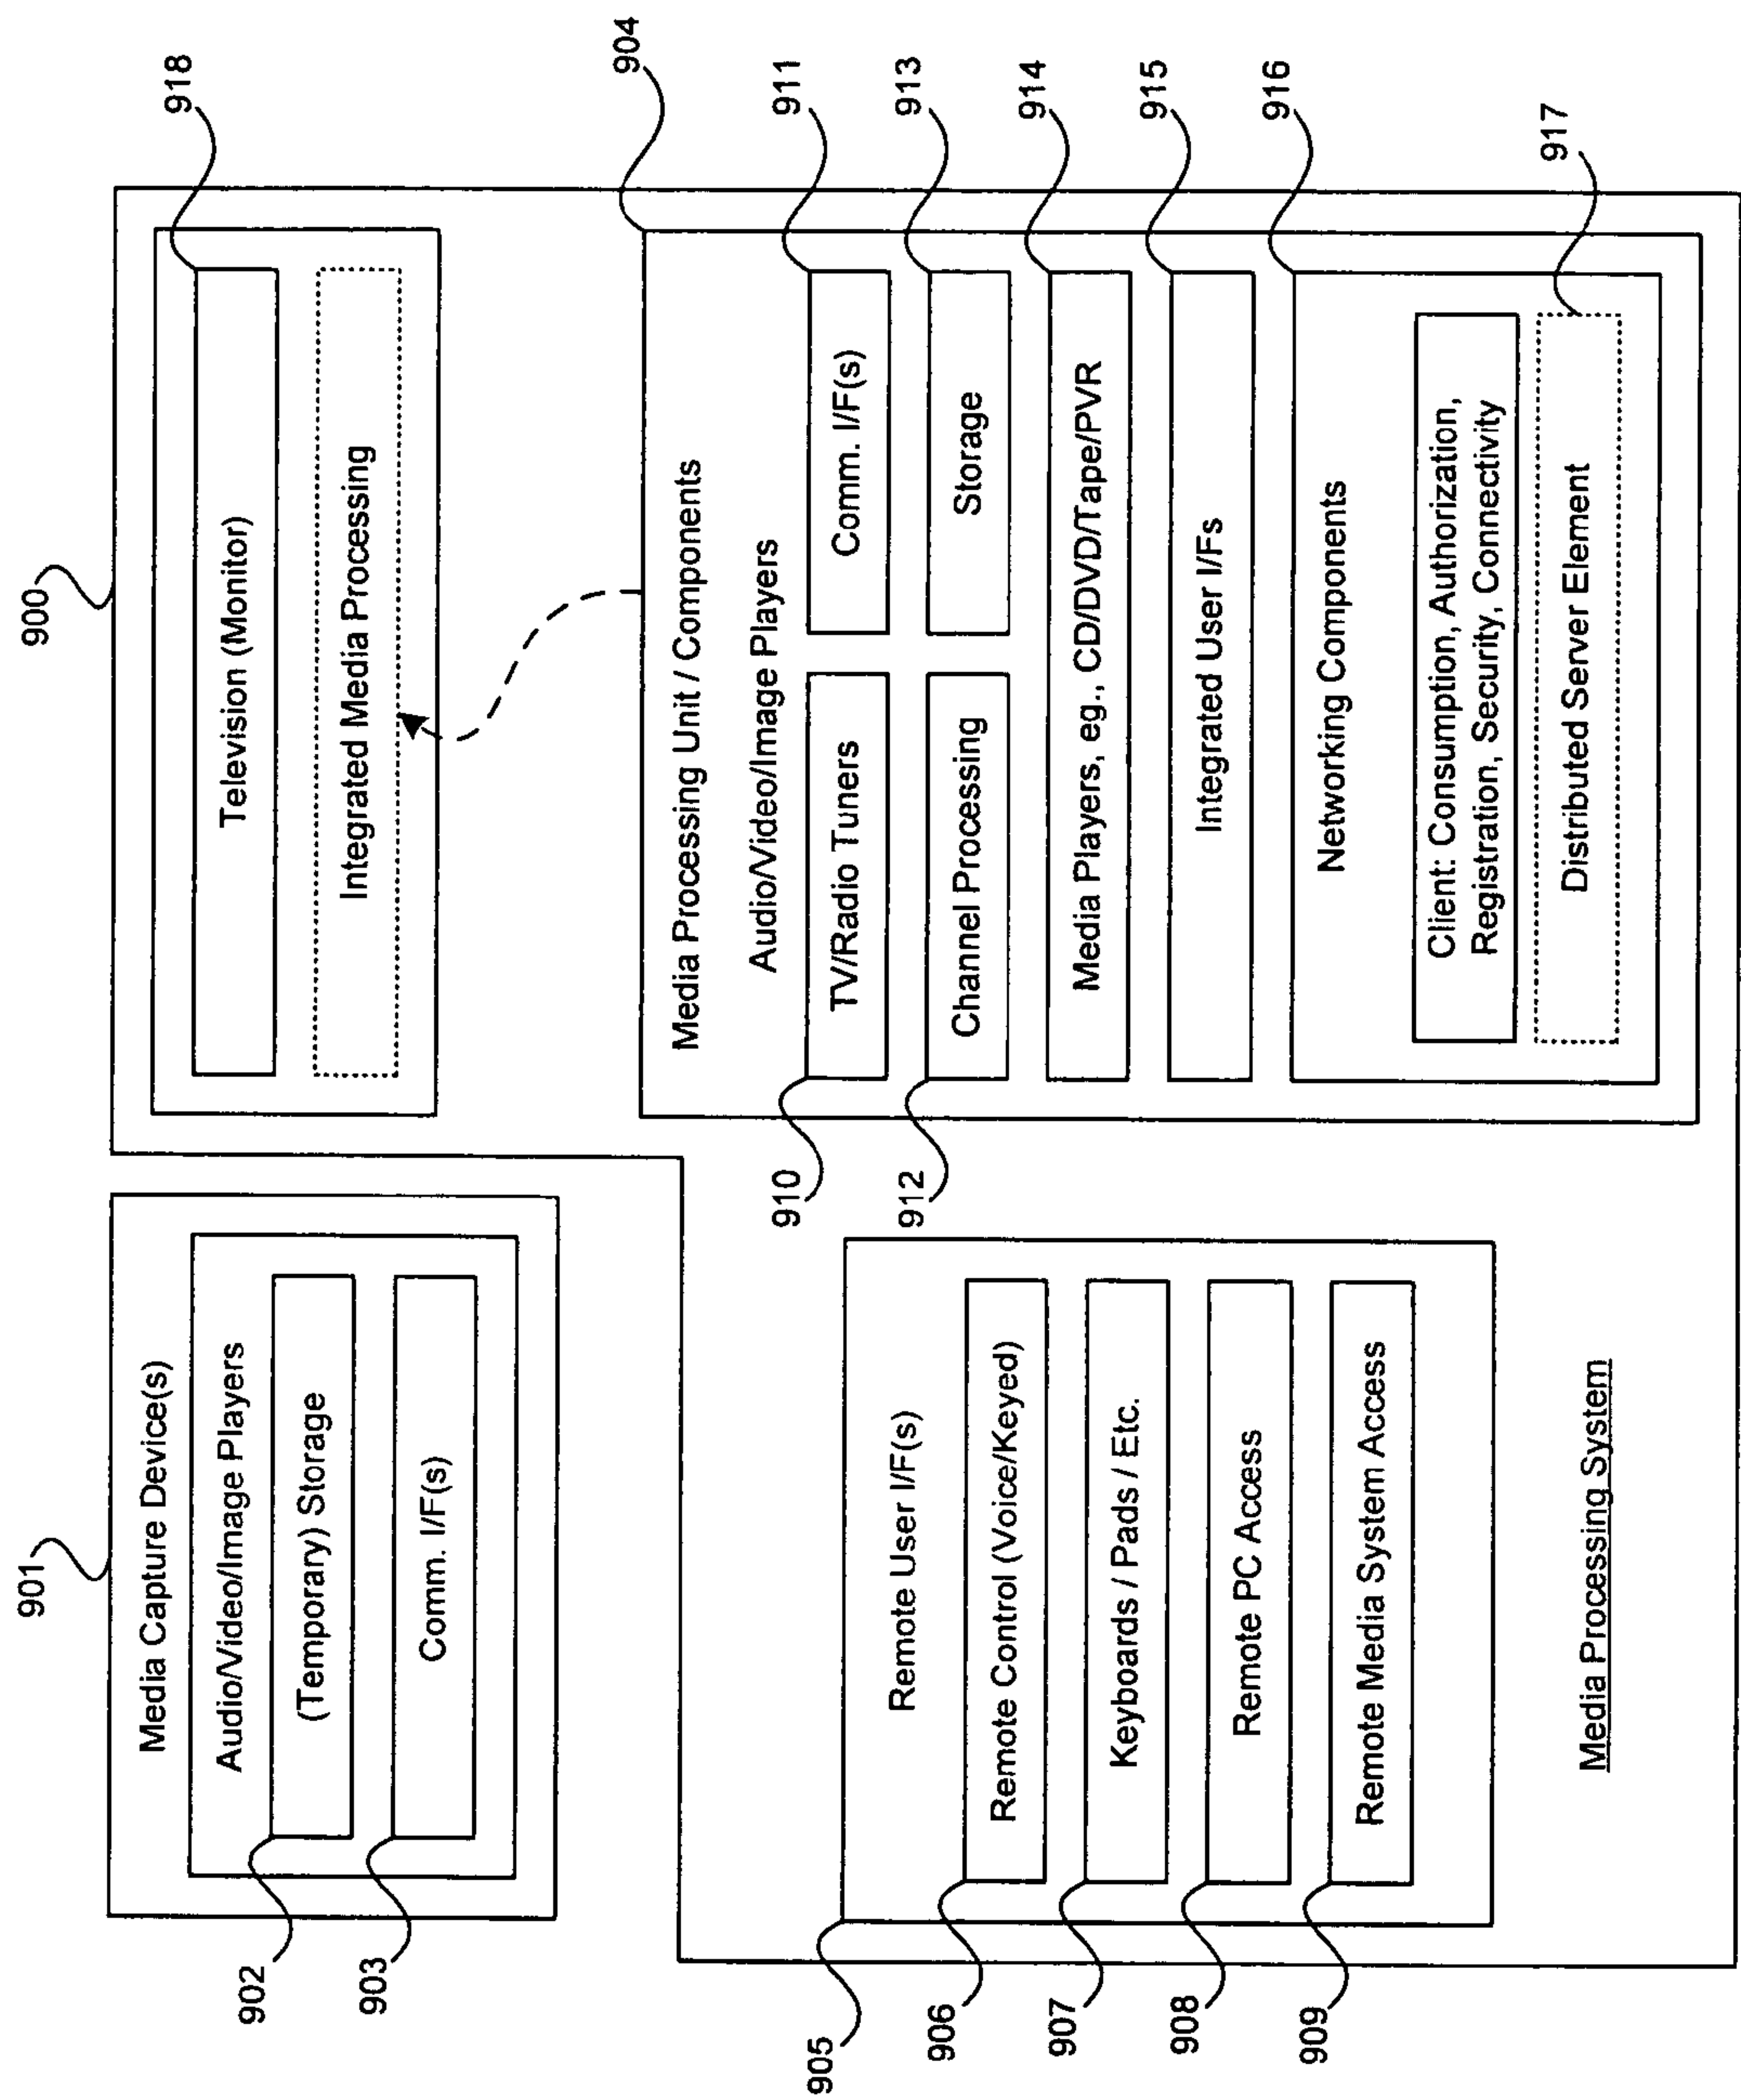 901
Media Capture Device(s)
Audio/Video/Image Players
(Temporary) Storage
Comm. I/F(s)
902
903
900
918
Television (Monitor)
Integrated Media Processing
904
Media Processing Unit / Components
Audio/Video/Image Players
TV/Radio Tuners
Comm. I/F(s)
910
911
Channel Processing
Storage
912
913
Media Players, eg., CD/DVD/Tape/PVR
914
Integrated User I/Fs
915
Networking Components
916
Client: Consumption, Authorization,
Registration, Security, Connectivity
Distributed Server Element
917
905
Remote User I/F(s)
Remote Control (Voice/Keyed)
906
Keyboards / Pads / Etc.
907
Remote PC Access
908
Remote Media System Access
909
Media Processing System